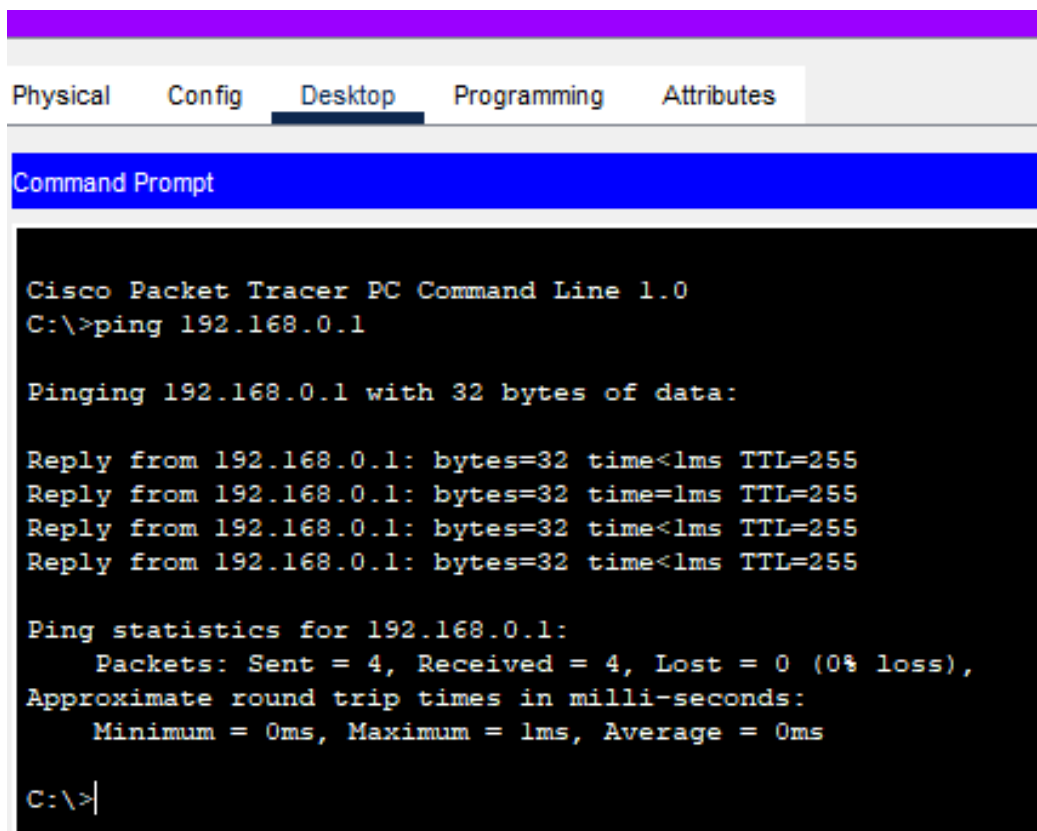 Physical Config Desktop Programming Attributes
Command Prompt
Cisco Packet Tracer PC Command Line 1.0
C:\>ping 192.168.0.1
Pinging 192.168.0.1 with 32 bytes of data:
Reply from 192.168.0.1: bytes=32 time<1ms TTL=255
Reply from 192.168.0.1: bytes=32 time=1ms TTL=255
Reply from 192.168.0.1: bytes=32 time<1ms TTL=255
Reply from 192.168.0.1: bytes=32 time<1ms TTL=255
Ping statistics for 192.168.0.1:
Packets: Sent = 4, Received = 4, Lost = 0 (0% loss),
Approximate round trip times in milli-seconds:
Minimum = 0ms, Maximum = 1ms, Average = 0ms
C:\>